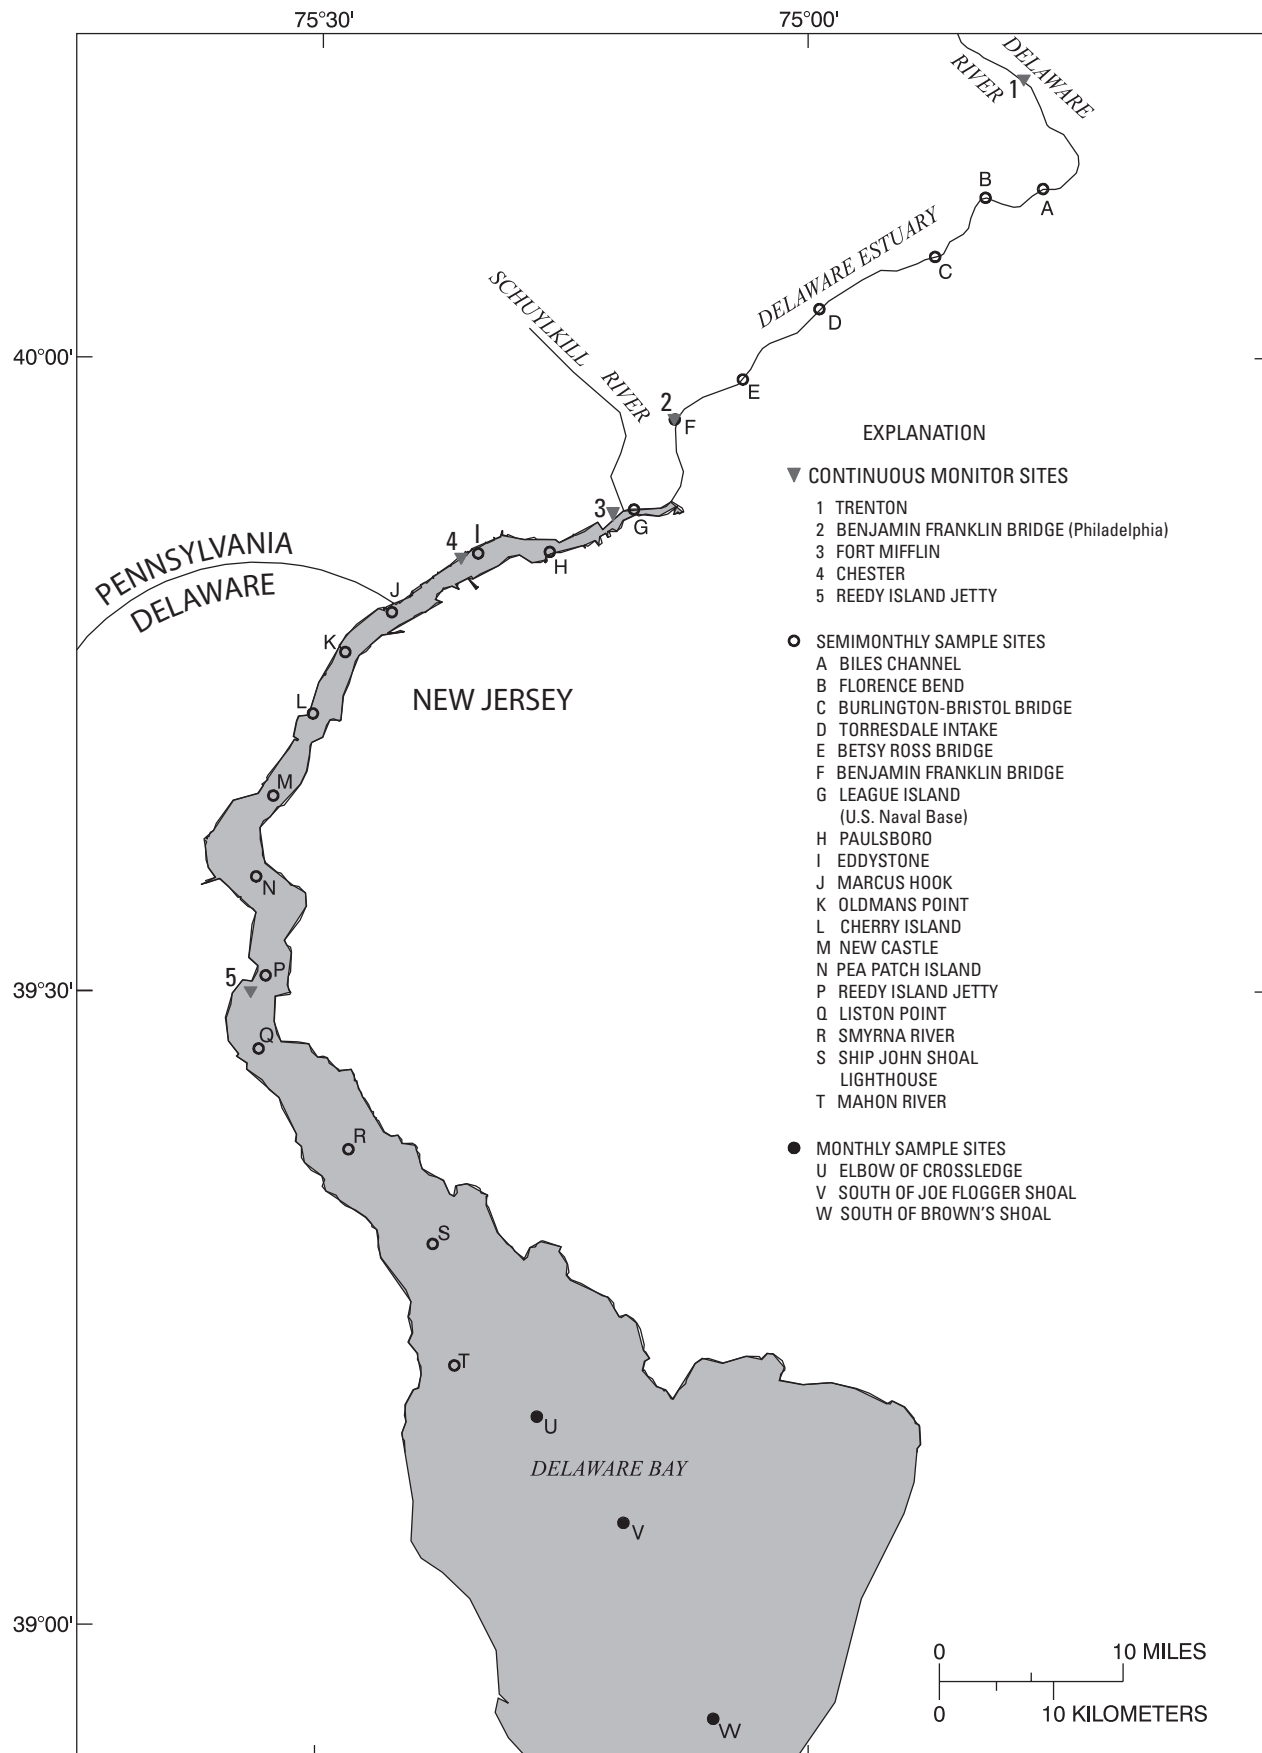 75°30'
75°00'
DELAWARE
RIVER
1
B
A
DELAWARE ESTUARY
C
SCHUYLKILL
RIVER
D
40°00'
E
2
F
EXPLANATION
CONTINUOUS MONITOR SITES
1 TRENTON
2 BENJAMIN FRANKLIN BRIDGE (Philadelphia)
3 FORT MIFFLIN
4 CHESTER
5 REEDY ISLAND JETTY
3
G
4
I
H
PENNSYLVANIA
DELAWARE
J
K
NEW JERSEY
L
M
N
P
5
39°30'
Q
R
S
T
SEMIMONTHLY SAMPLE SITES
A BILES CHANNEL
B FLORENCE BEND
C BURLINGTON-BRISTOL BRIDGE
D TORRESDALE INTAKE
E BETSY ROSS BRIDGE
F BENJAMIN FRANKLIN BRIDGE
G LEAGUE ISLAND
(U.S. Naval Base)
H PAULSBORO
I EDDYSTONE
J MARCUS HOOK
K OLDMANS POINT
L CHERRY ISLAND
M NEW CASTLE
N PEA PATCH ISLAND
P REEDY ISLAND JETTY
Q LISTON POINT
R SMYRNA RIVER
S SHIP JOHN SHOAL
LIGHTHOUSE
T MAHON RIVER
MONTHLY SAMPLE SITES
U ELBOW OF CROSSLEDGE
V SOUTH OF JOE FLOGGER SHOAL
W SOUTH OF BROWN'S SHOAL
U
DELAWARE BAY
V
39°00'
W
0 10 MILES
0 10 KILOMETERS